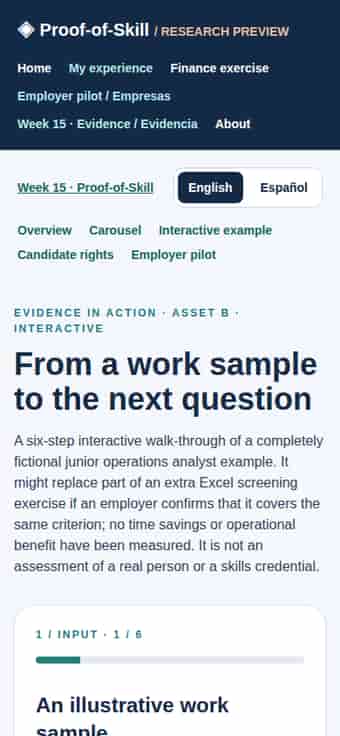 Proof-of-Skill / RESEARCH PREVIEW
Home My experience Finance exercise
Employer pilot / Empresas
Week 15 · Evidence / Evidencia About
Week 15 · Proof-of-Skill English Español
Overview Carousel Interactive example
Candidate rights Employer pilot
EVIDENCE IN ACTION · ASSET B ·
INTERACTIVE
From a work sample
to the next question
A six-step interactive walk-through of a completely
fictional junior operations analyst example. It
might replace part of an extra Excel screening
exercise if an employer confirms that it covers the
same criterion; no time savings or operational
benefit have been measured. It is not an
assessment of a real person or a skills credential.
1 / INPUT · 1 / 6
An illustrative work
sample